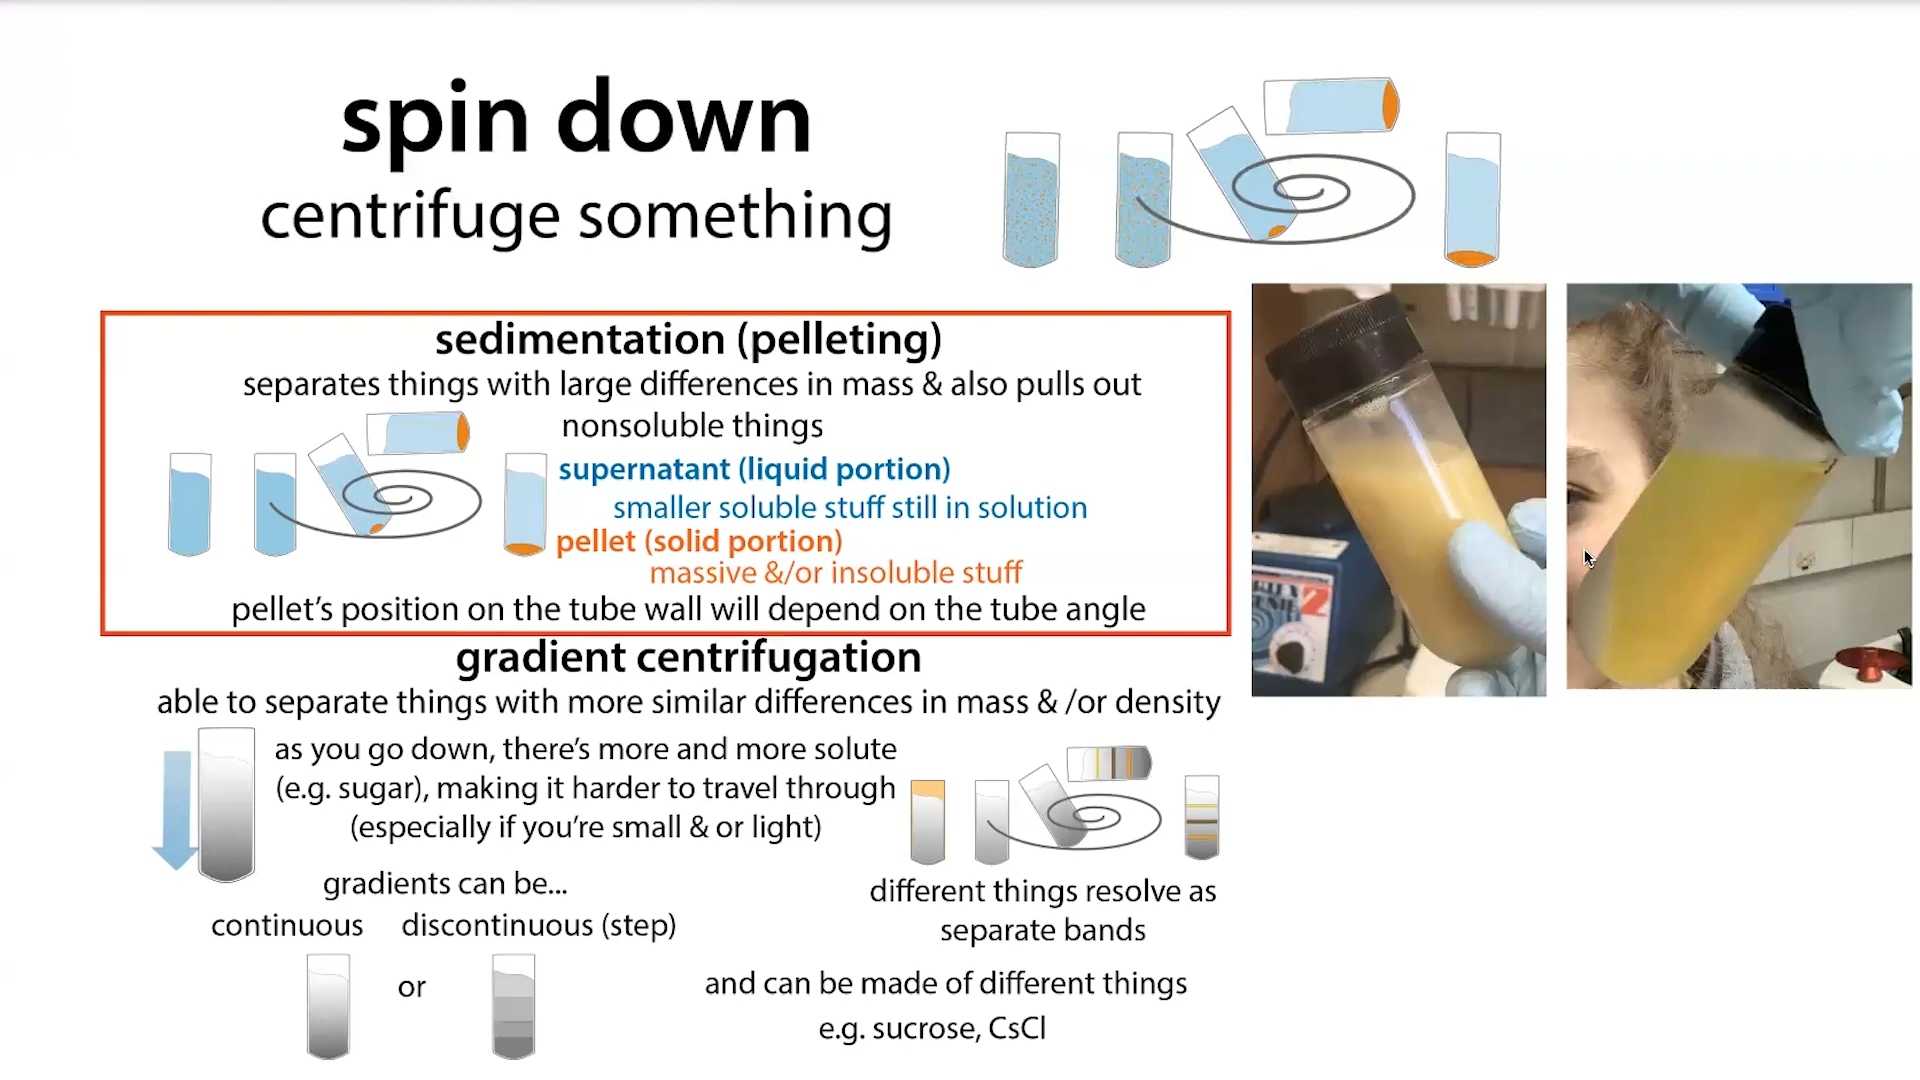 spin down
centrifuge something
sedimentation (pelleting)
separates things with large differences in mass & also pulls out
nonsoluble things
supernatant (liquid portion)
smaller soluble stuff still in solution
pellet (solid portion)
massive &/or insoluble stuff
pellet’s position on the tube wall will depend on the tube angle
gradient centrifugation
able to separate things with more similar differences in mass & /or density
as you go down, there’s more and more solute
(e.g. sugar), making it harder to travel through
(especially if you’re small & or light)
gradients can be...
continuous
discontinuous (step)
or
different things resolve as
separate bands
and can be made of different things
e.g. sucrose, CsCl